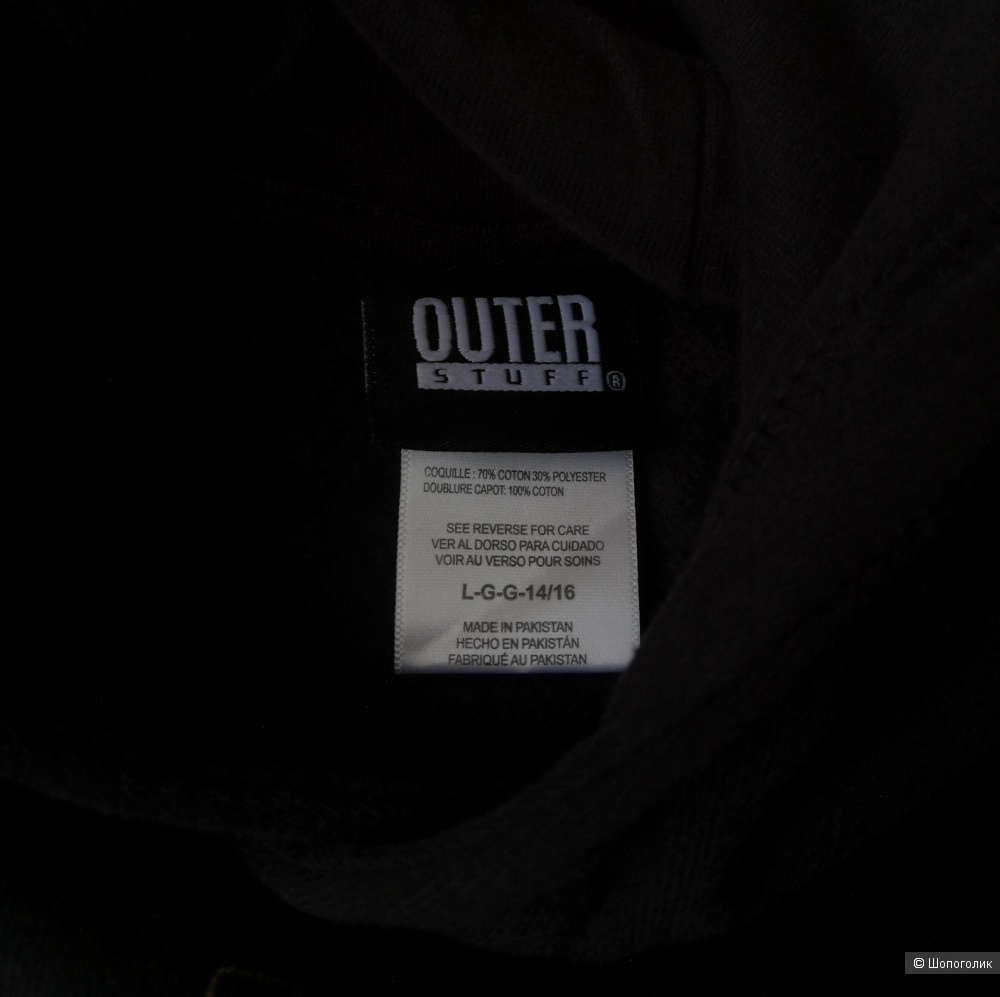 OUTER
STUFF®
COQUILLE : 70% COTON 30% POLYESTER
DOUBLURE CAPOT: 100% COTON
SEE REVERSE FOR CARE
VER AL DORSO PARA CUIDADO
VOIR AU VERSO POUR SOINS
L-G-G-14/16
MADE IN PAKISTAN
HECHO EN PAKISTÁN
FABRIQUÉ AU PAKISTAN
© Шопоголик